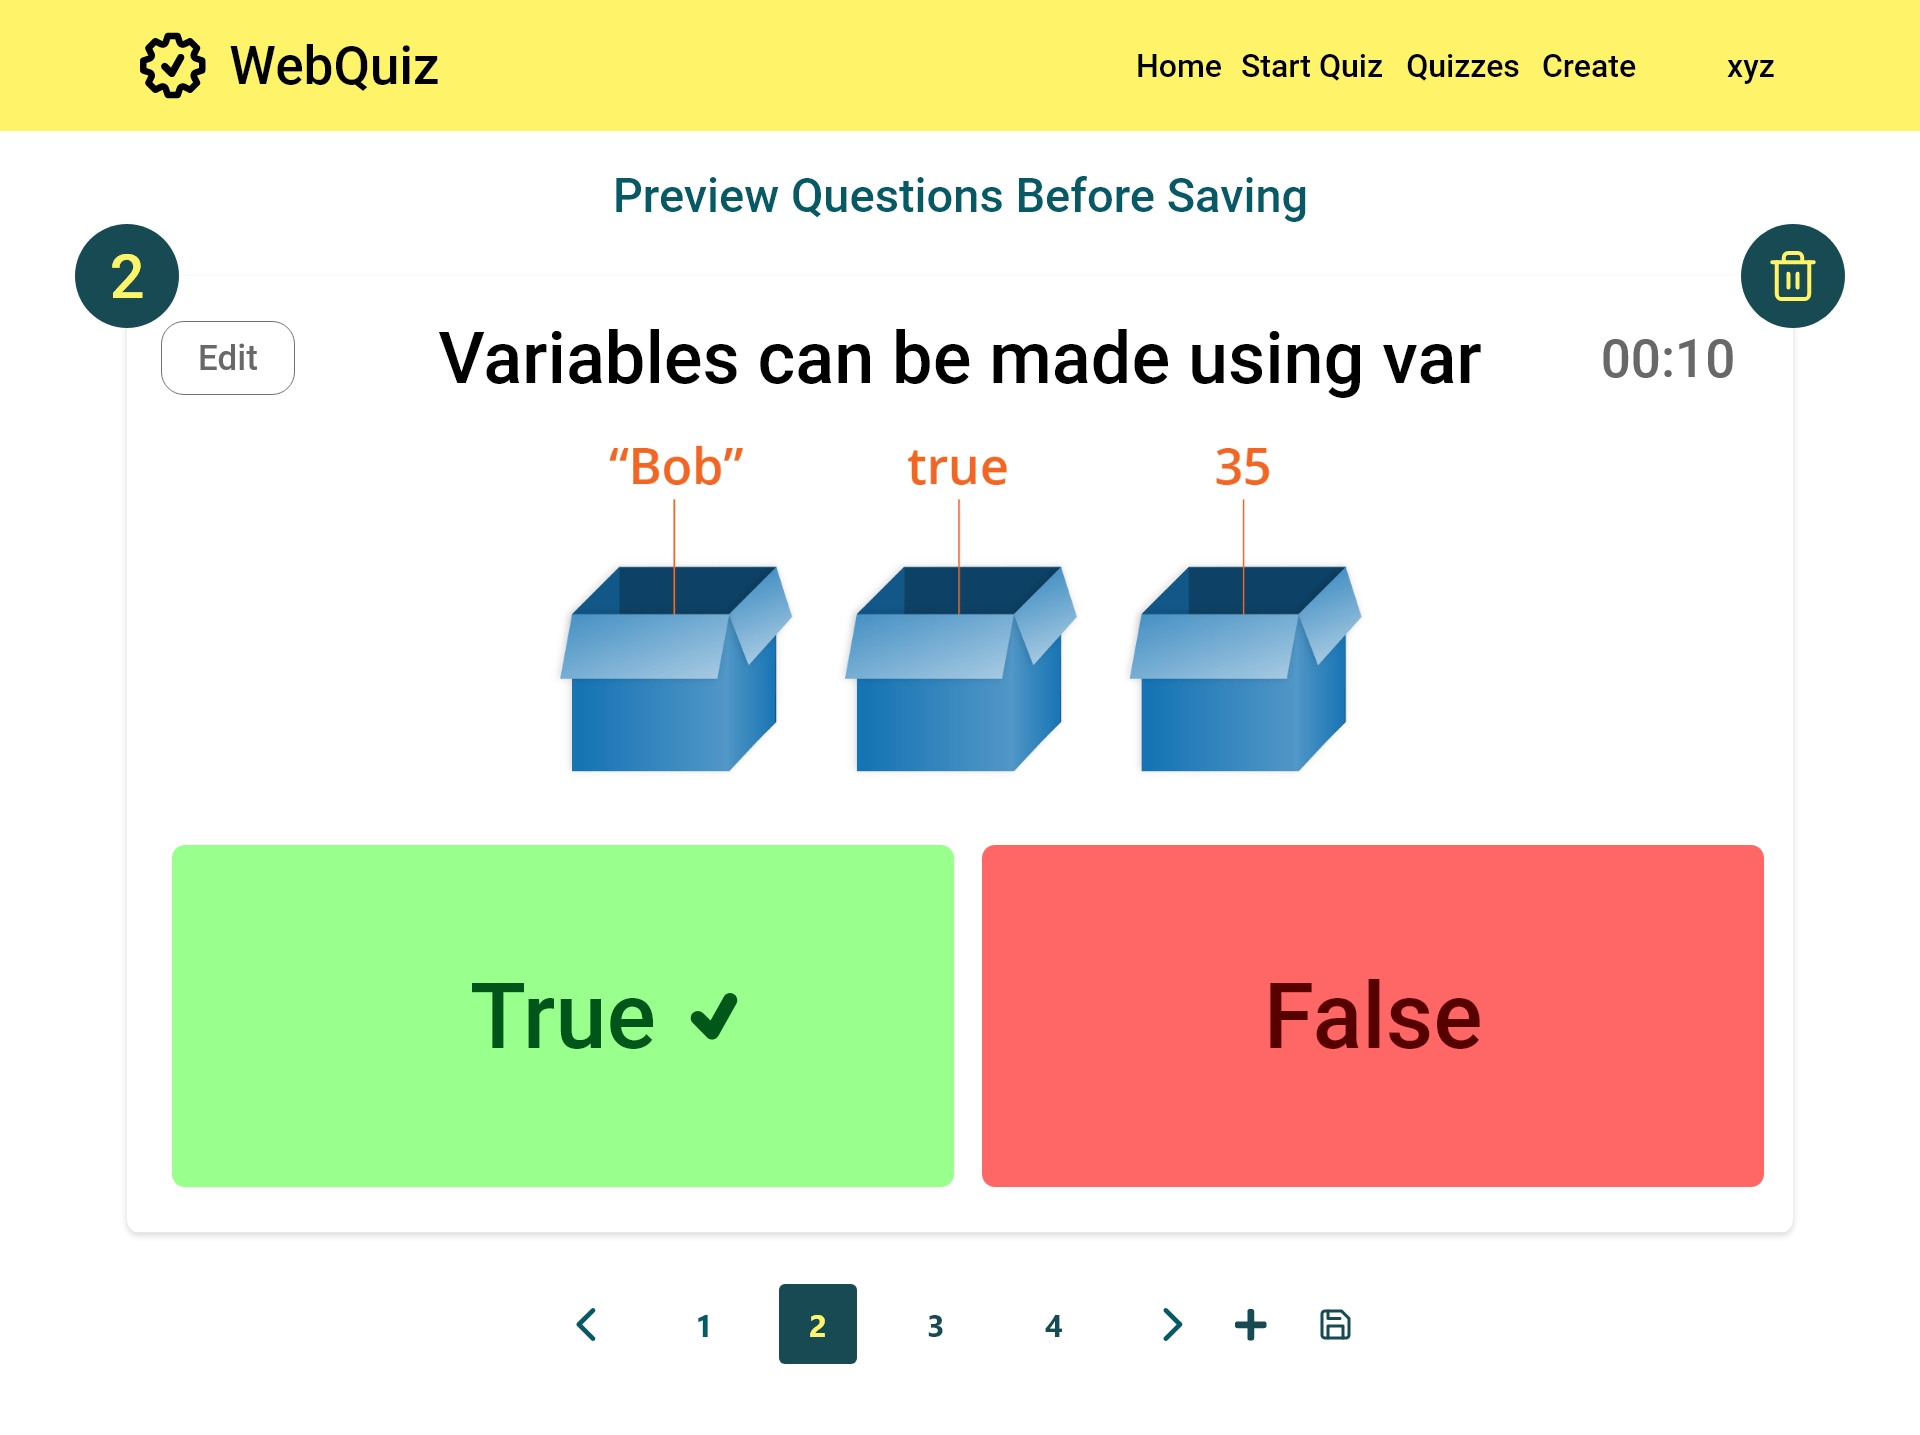 WebQuiz
Home Start Quiz Quizzes Create xyz
Preview Questions Before Saving
2
Edit
Variables can be made using var
00:10
“Bob” true 35
True
False
1 2 3 4